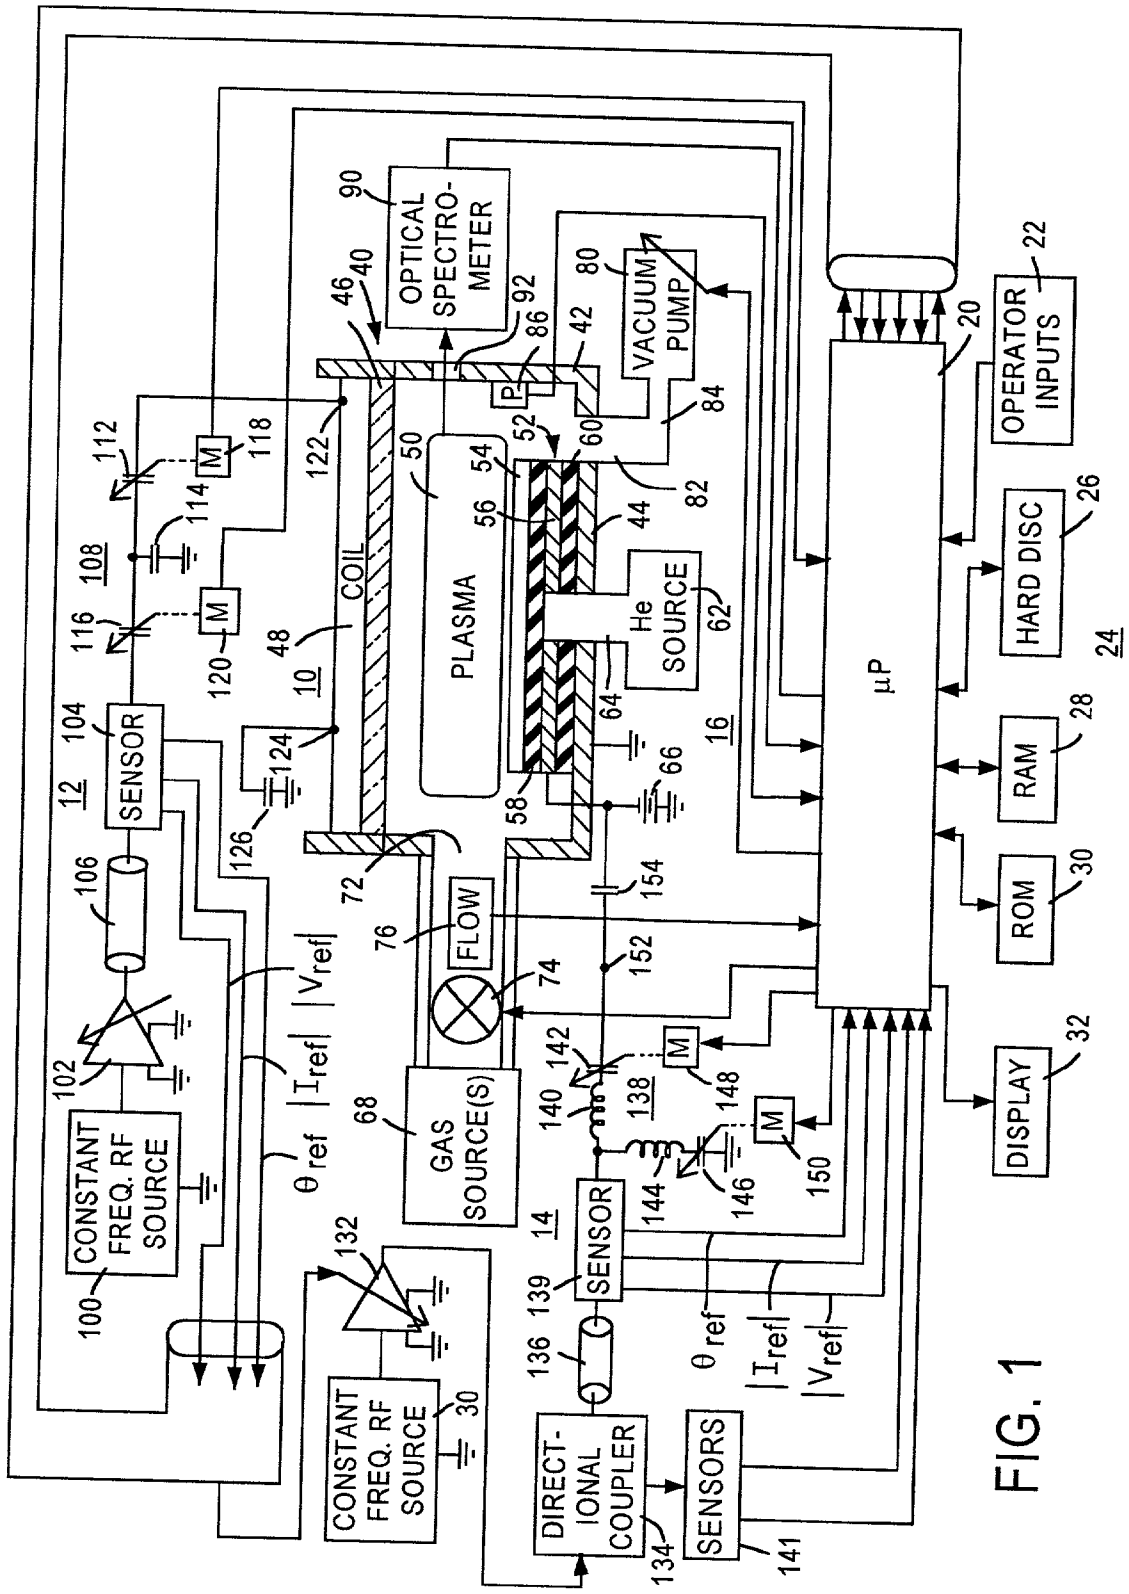 12
104
SENSOR
106
102
CONSTANT
FREQ. RF
SOURCE
100
116
108
112
114
M
118
M
120
126
124
122
10
48
COIL
46
40
90
OPTICAL
SPECTRO-
METER
92
86
P
42
50
PLASMA
54
52
56
60
58
44
82
84
80
VACUUM
PUMP
He
SOURCE
62
64
66
16
72
76
FLOW
74
154
152
68
GAS
SOURCE(S)
|Vref|
|Iref|
θref
132
CONSTANT
FREQ. RF
SOURCE
30
14
139
SENSOR
136
140
142
138
M
148
144
146
M
150
DIRECT-
IONAL
COUPLER
134
SENSORS
141
θref
|Iref|
|Vref|
μP
20
OPERATOR
INPUTS
22
HARD DISC
26
24
RAM
28
ROM
30
DISPLAY
32
FIG. 1